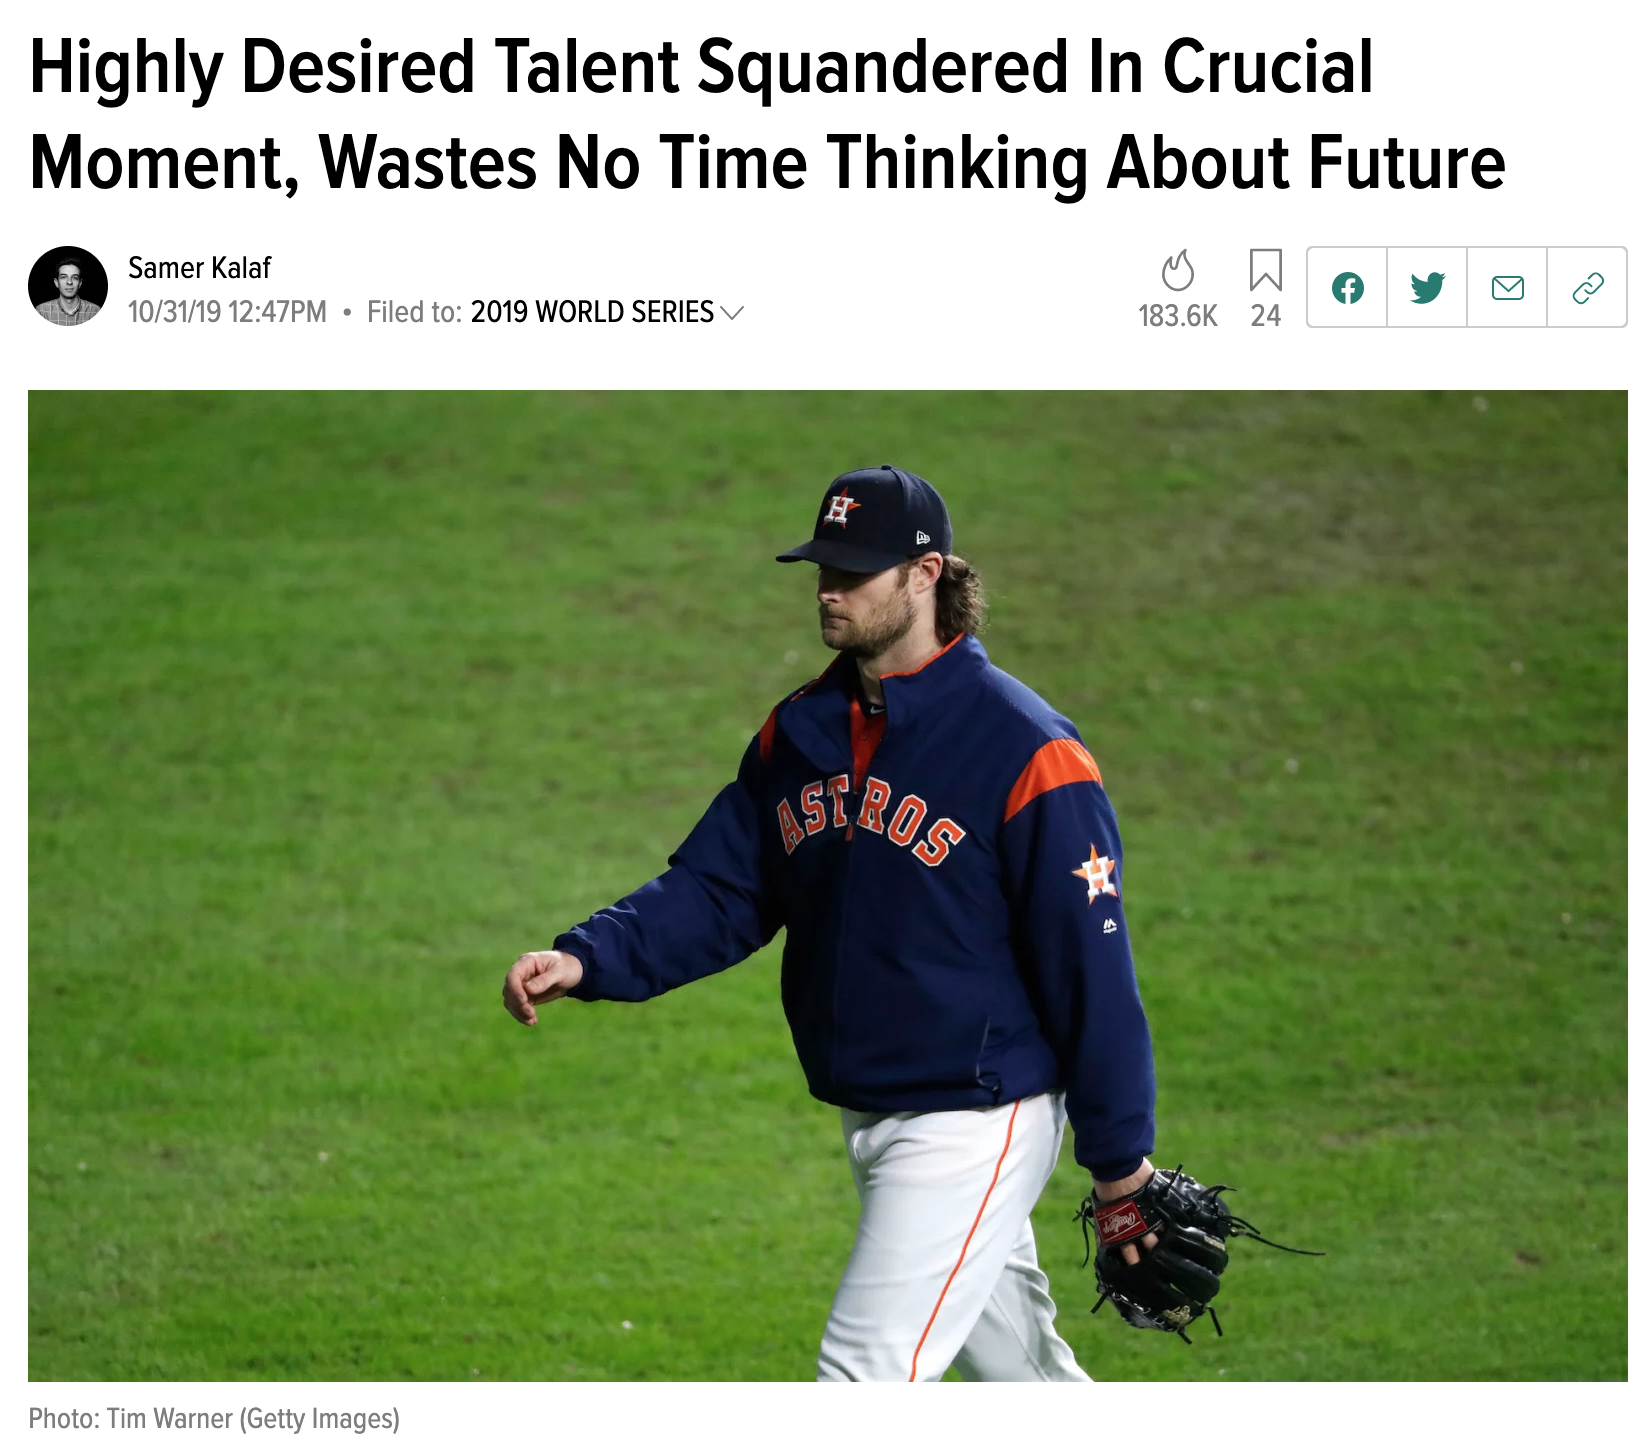 Highly Desired Talent Squandered In Crucial
Moment, Wastes No Time Thinking About Future
Samer Kalaf
10/31/19 12:47PM • Filed to: 2019 WORLD SERIES
183.6K
24
H
ASTROS
H
Rawlings
Photo: Tim Warner (Getty Images)